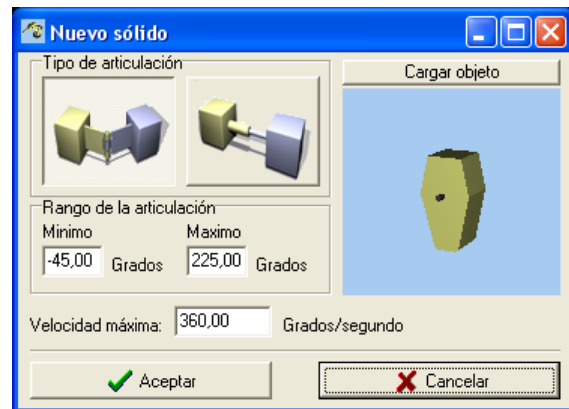 Nuevo sólido
Tipo de articulación
Cargar objeto
Rango de la articulación
Minimo
Maximo
-45,00 Grados
225,00 Grados
Velocidad máxima: 360,00 Grados/segundo
Aceptar
Cancelar